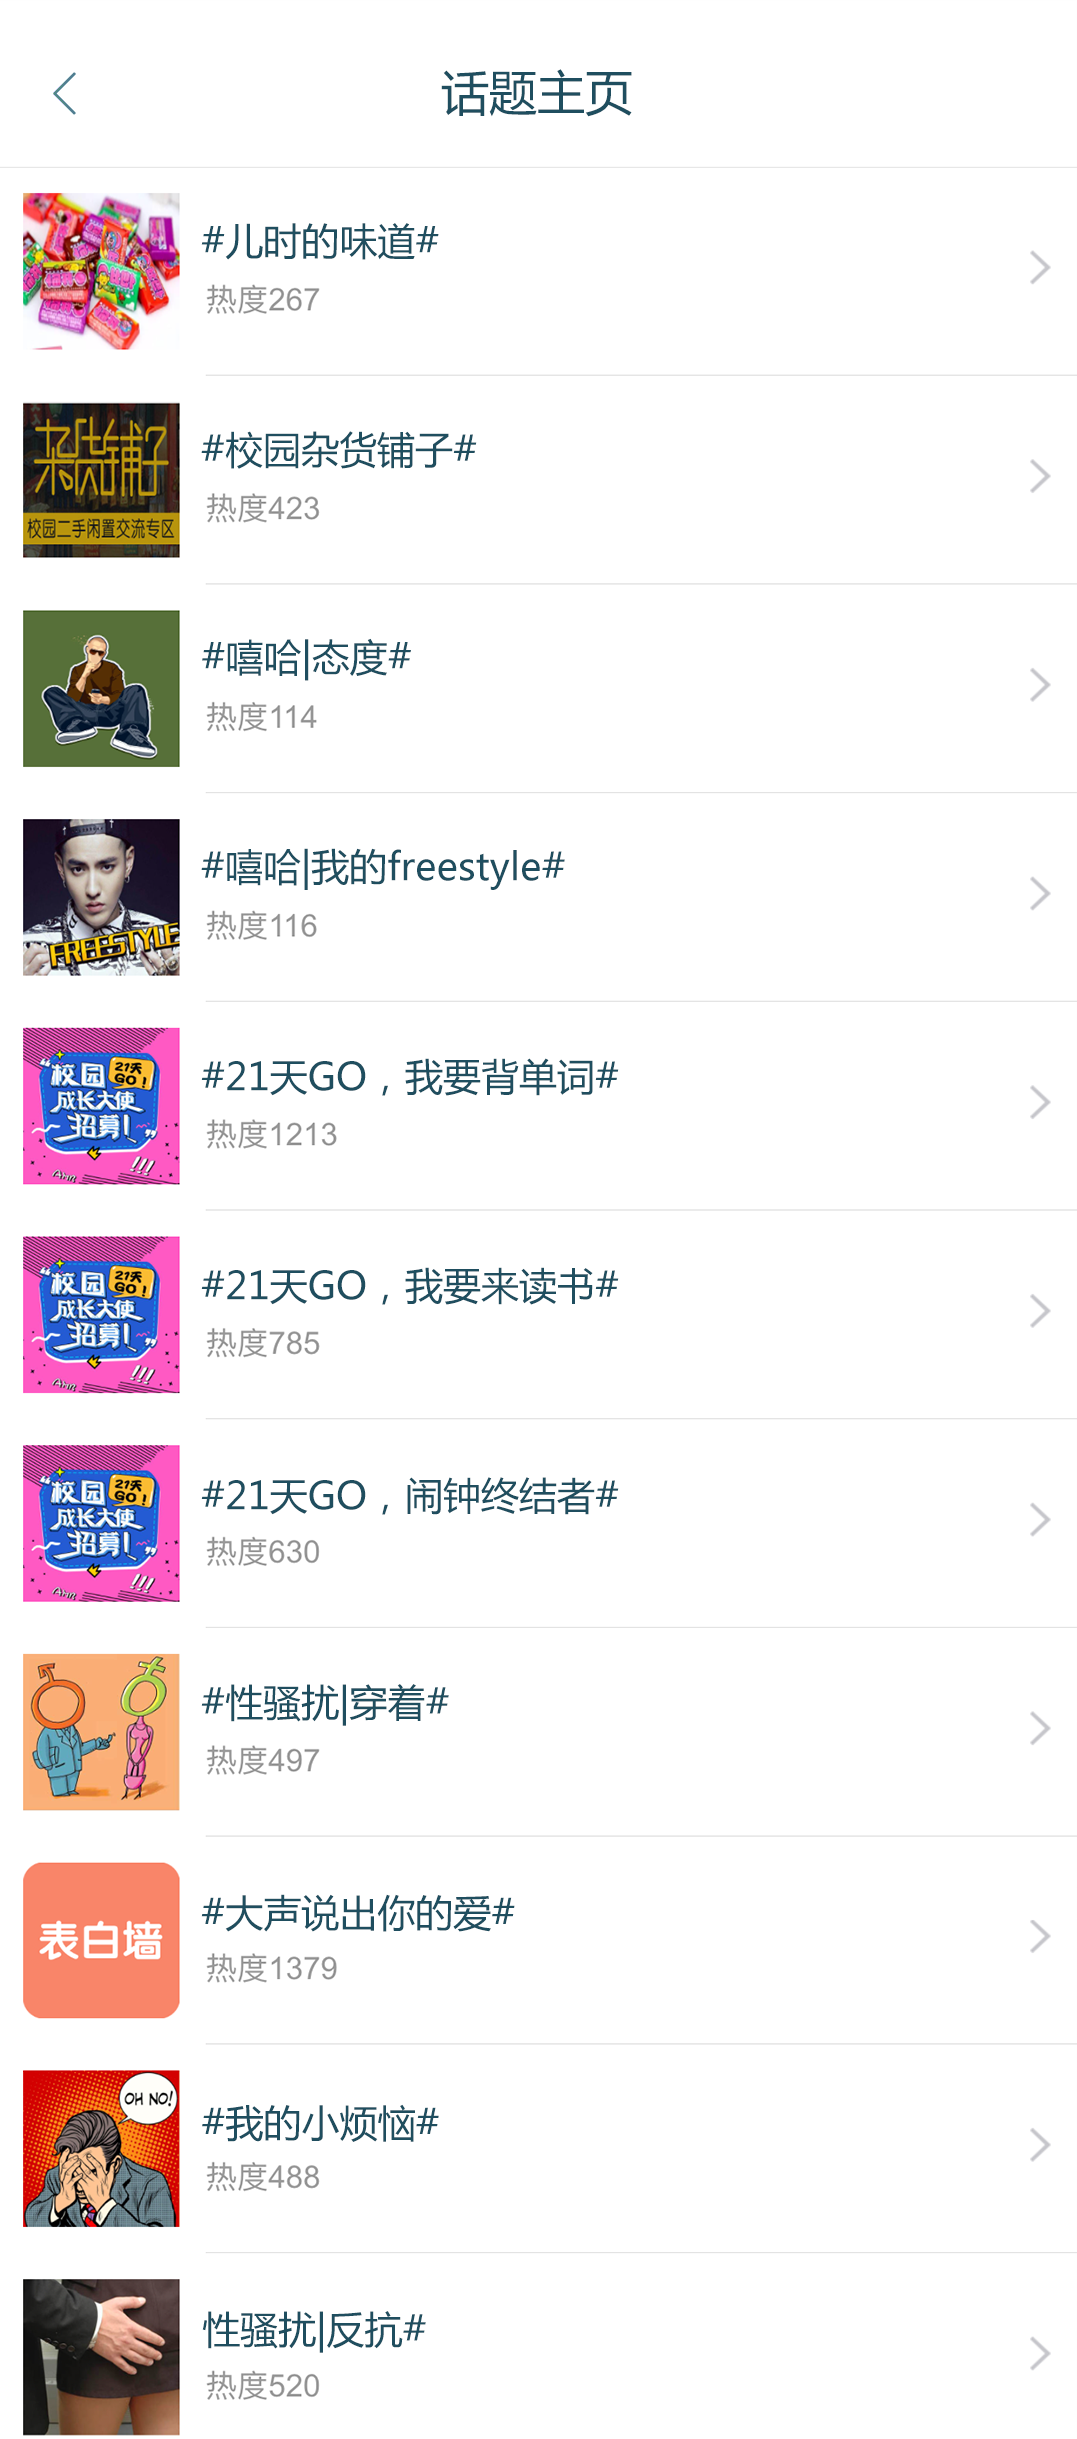 话题主页
#儿时的味道#
热度267
杂货铺子
校园二手闲置交流专区
#校园杂货铺子#
热度423
#嘻哈|态度#
热度114
FREESTYLE
#嘻哈|我的freestyle#
热度116
校园 21天
GO!
成长大使
招募!
!!!
#21天GO，我要背单词#
热度1213
校园 21天
GO!
成长大使
招募!
!!!
#21天GO，我要来读书#
热度785
校园 21天
GO!
成长大使
招募!
!!!
#21天GO，闹钟终结者#
热度630
#性骚扰|穿着#
热度497
表白墙
#大声说出你的爱#
热度1379
OH NO!
#我的小烦恼#
热度488
性骚扰|反抗#
热度520